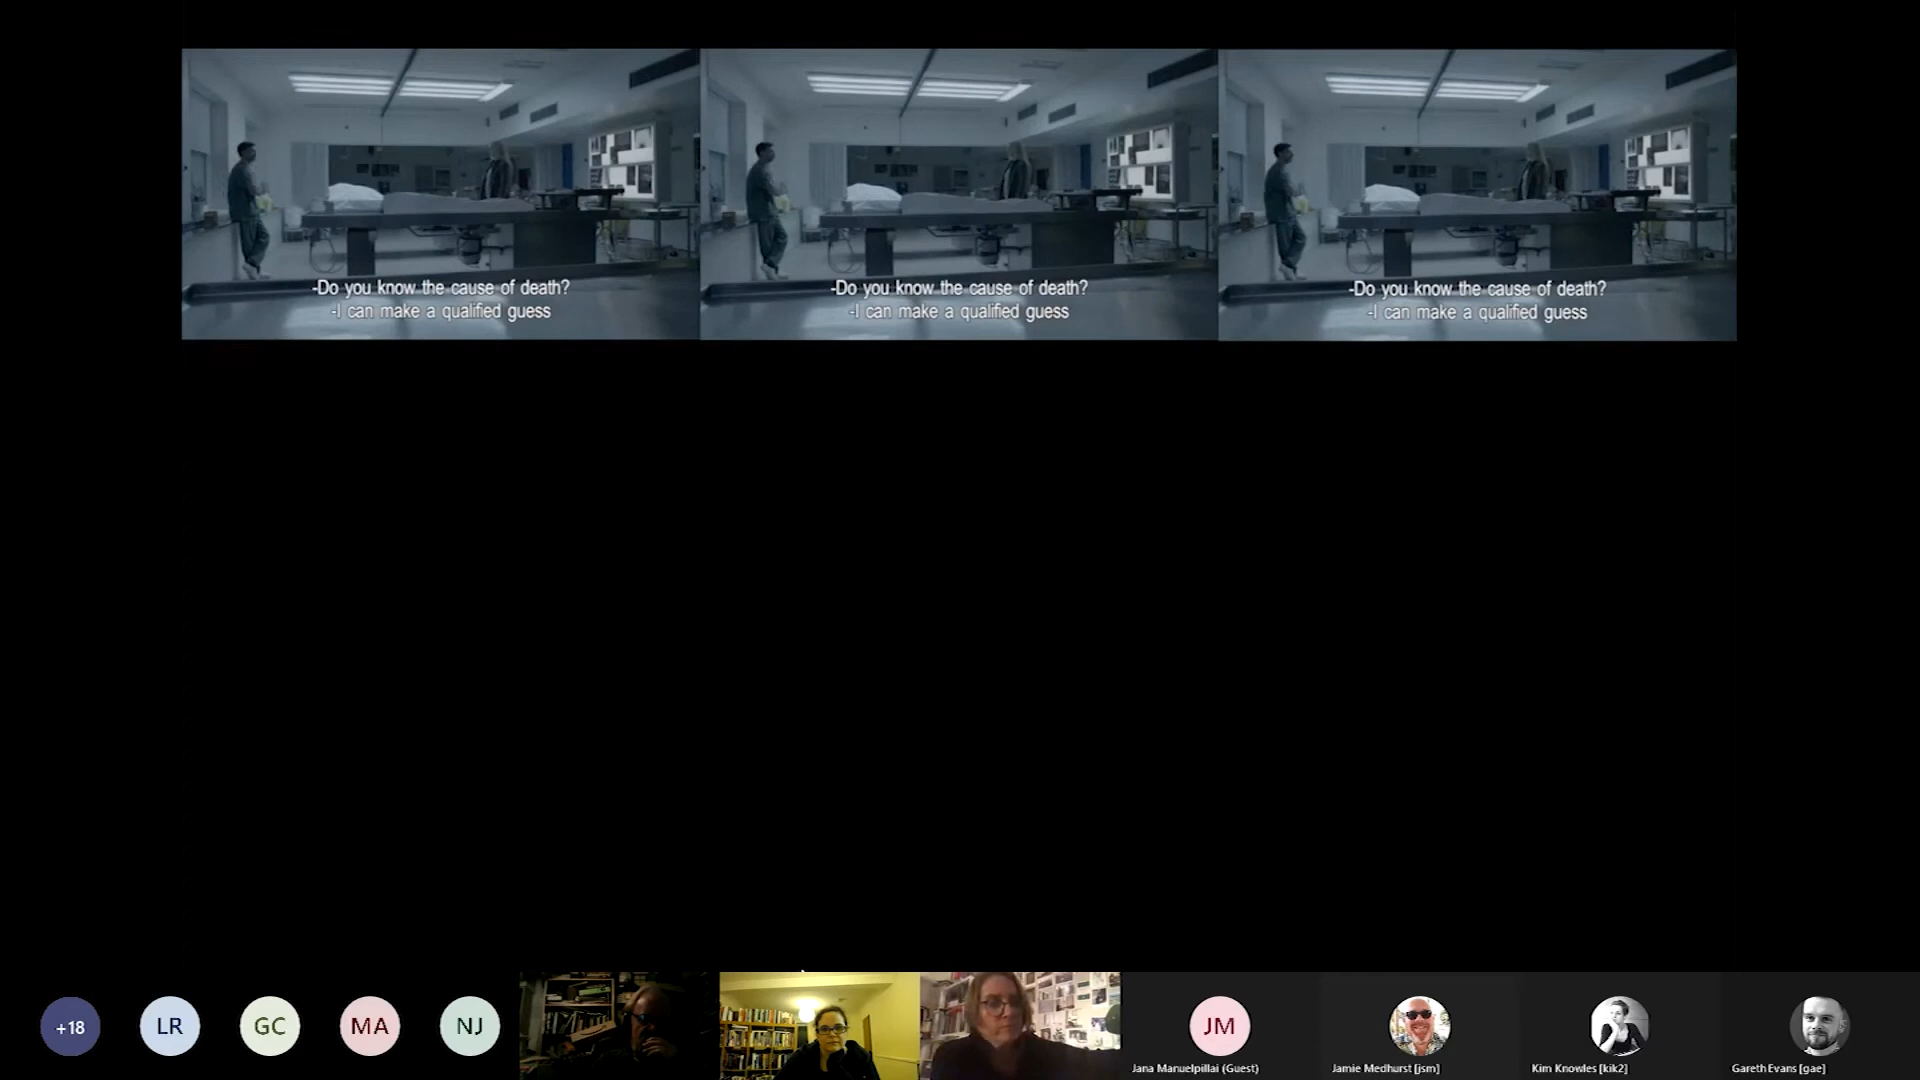 -Do you know the cause of death?
-I can make a qualified guess
-Do you know the cause of death?
-I can make a qualified guess
-Do you know the cause of death?
-I can make a qualified guess
+18
LR
GC
MA
NJ
JM
Jana Manuelpillai (Guest)
Jamie Medhurst [jsm]
Kim Knowles [kik2]
Gareth Evans [gae]